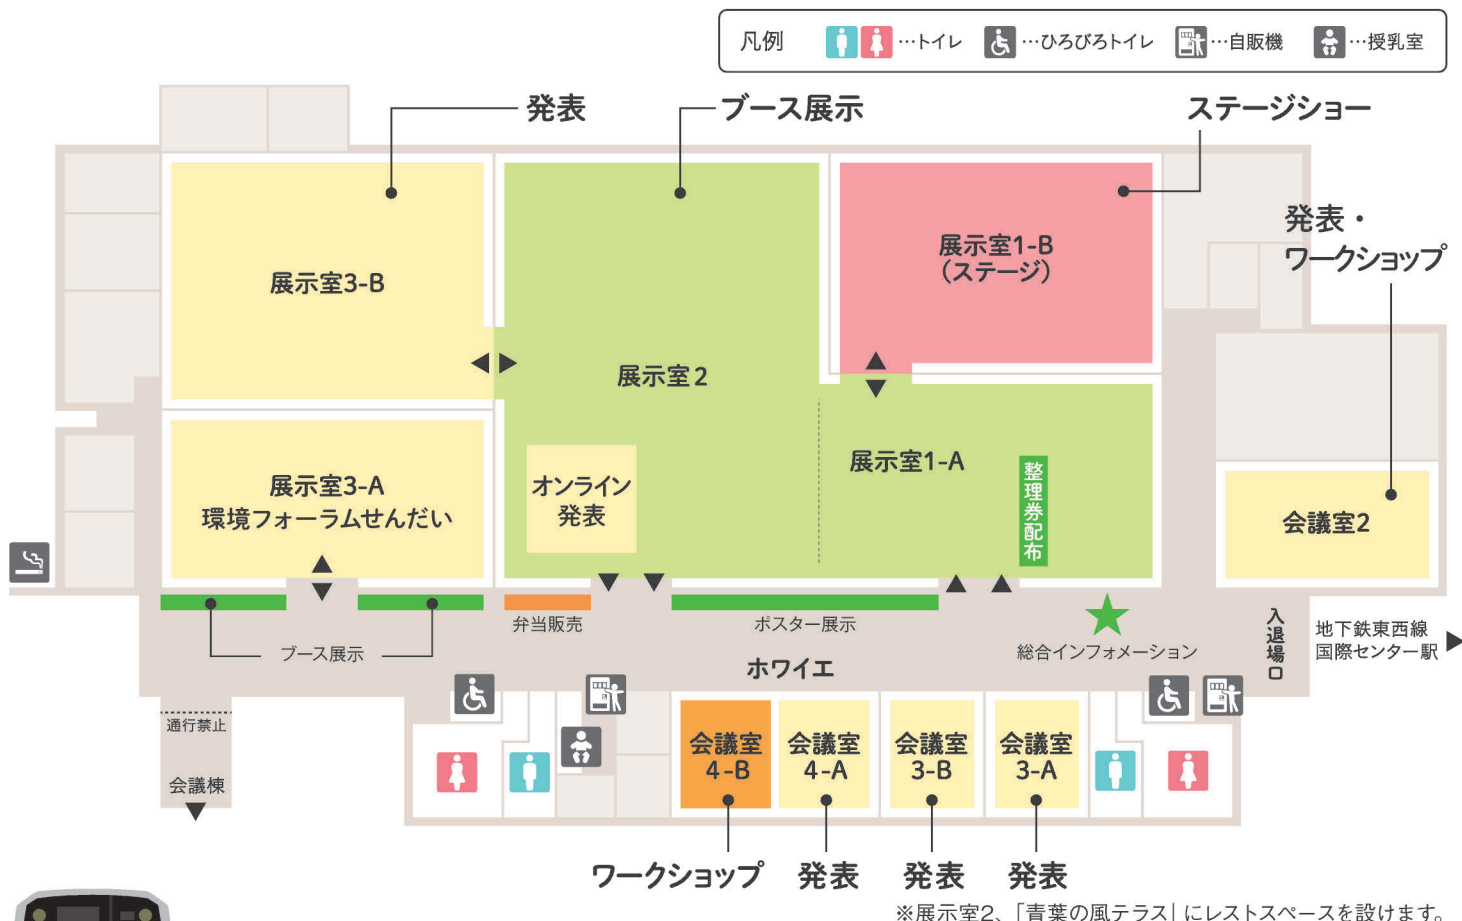 凡例
…トイレ
…ひろびろトイレ
…自販機
…授乳室
発表
ブース展示
ステージショー
発表・
ワークショップ
展示室3-B
展示室2
展示室1-B
（ステージ）
展示室3-A
環境フォーラムせんだい
オンライン
発表
展示室1-A
整理券配布
会議室2
弁当販売
ポスター展示
ブース展示
ホワイエ
総合インフォメーション
入退場口
地下鉄東西線
国際センター駅
通行禁止
会議棟
会議室
4-B
会議室
4-A
会議室
3-B
会議室
3-A
ワークショップ
発表
発表
発表
※展示室2、「青葉の風テラス」にレストスペースを設けます。